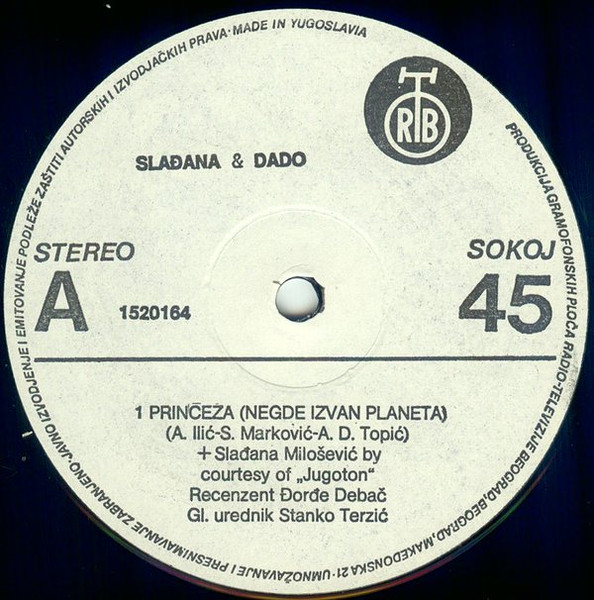 PRODUKCIJA GRAMOFONSKIH PLOČA RADIO-TELEVIZIJE BEOGRAD, BEOGRAD, MAKEDONSKA 21 · UMNOŽAVANJE I PRESNIMAVANJE ZABRANJENO · JAVNO IZVODJENJE I EMITOVANJE PODLEŽE ZAŠTITI AUTORSKIH I IZVODJAČKIH PRAVA · MADE IN YUGOSLAVIA
RTB
SLAĐANA & DADO
STEREO
SOKOJ
A
1520164
45
1 PRINČEŽA (NEGDE IZVAN PLANETA)
(A. Ilić-S. Marković-A. D. Topić)
+ Slađana Milošević by
courtesy of „Jugoton"
Recenzent Đorđe Debač
Gl. urednik Stanko Terzić